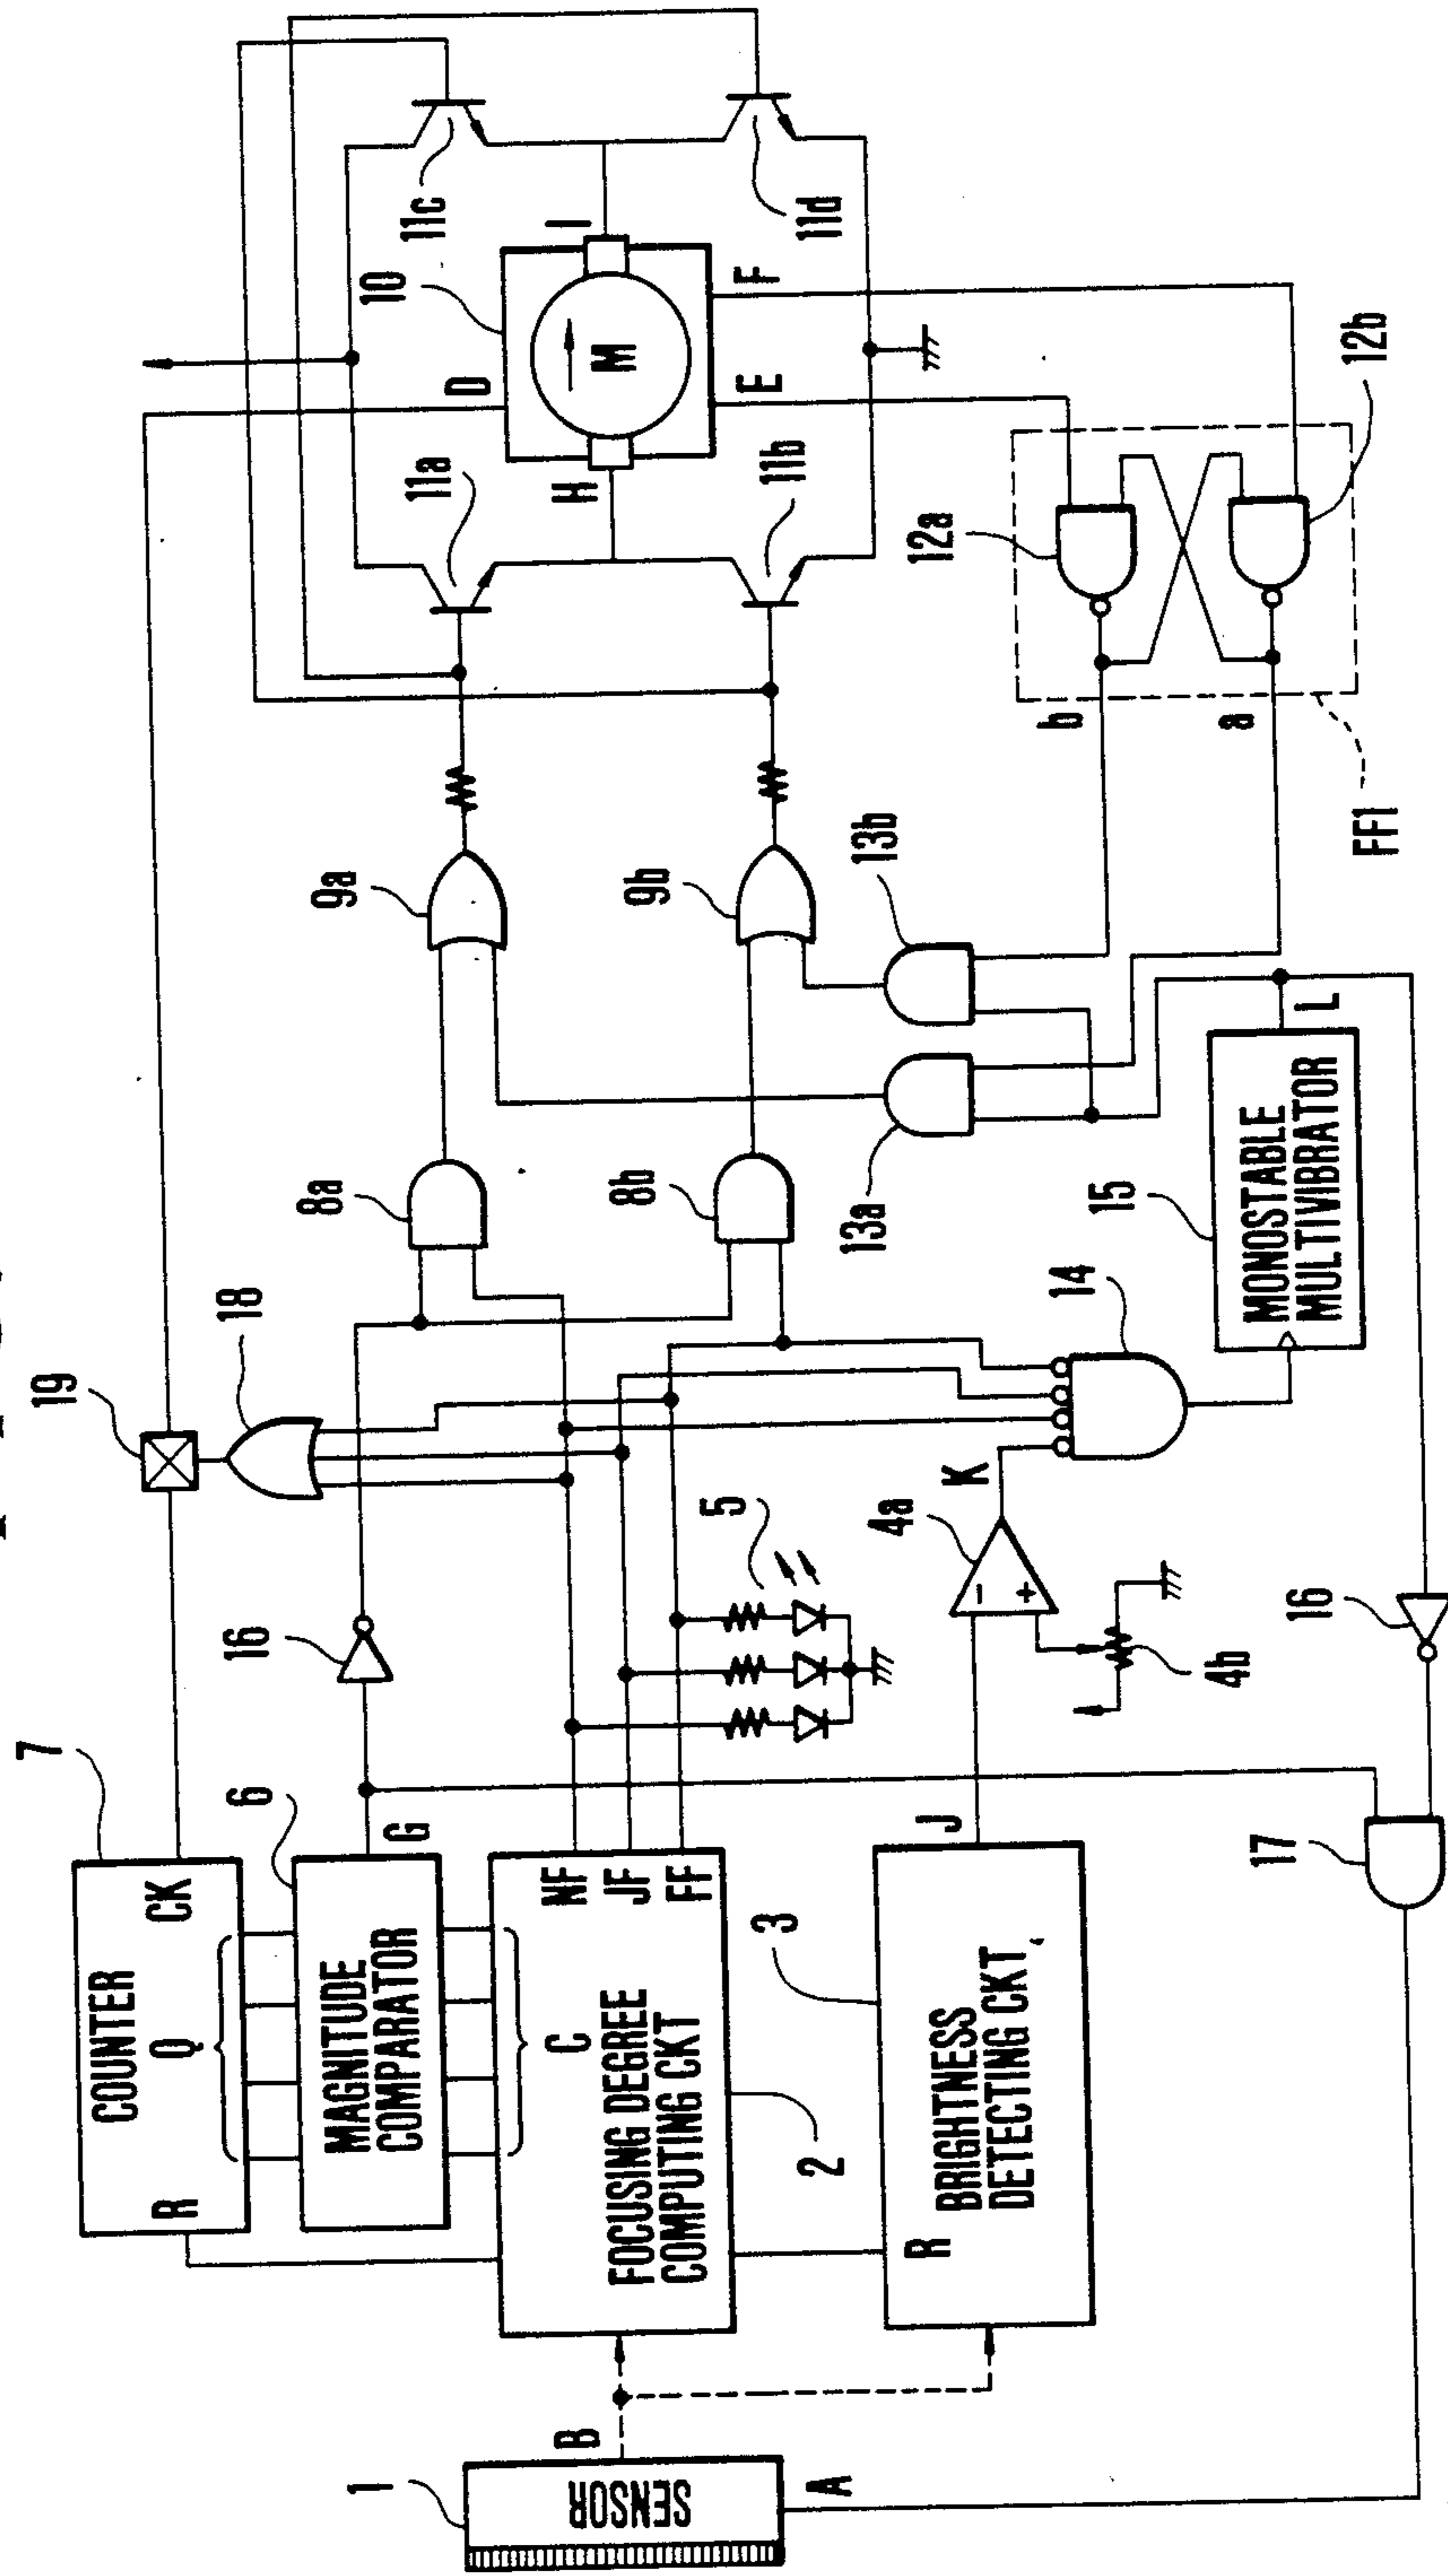 7
COUNTER
R
Q
CK
6
MAGNITUDE
COMPARATOR
G
C
NF
JF
FF
FOCUSING DEGREE
COMPUTING CKT
2
1
SENSOR
B
A
3
R
BRIGHTNESS
DETECTING CKT
J
16
19
18
5
4a
-
+
4b
K
14
17
16
8a
8b
9a
9b
13a
13b
15
MONOSTABLE
MULTIVIBRATOR
L
11a
11b
11c
11d
10
D
H
I
M
E
F
12a
12b
b
a
FF1